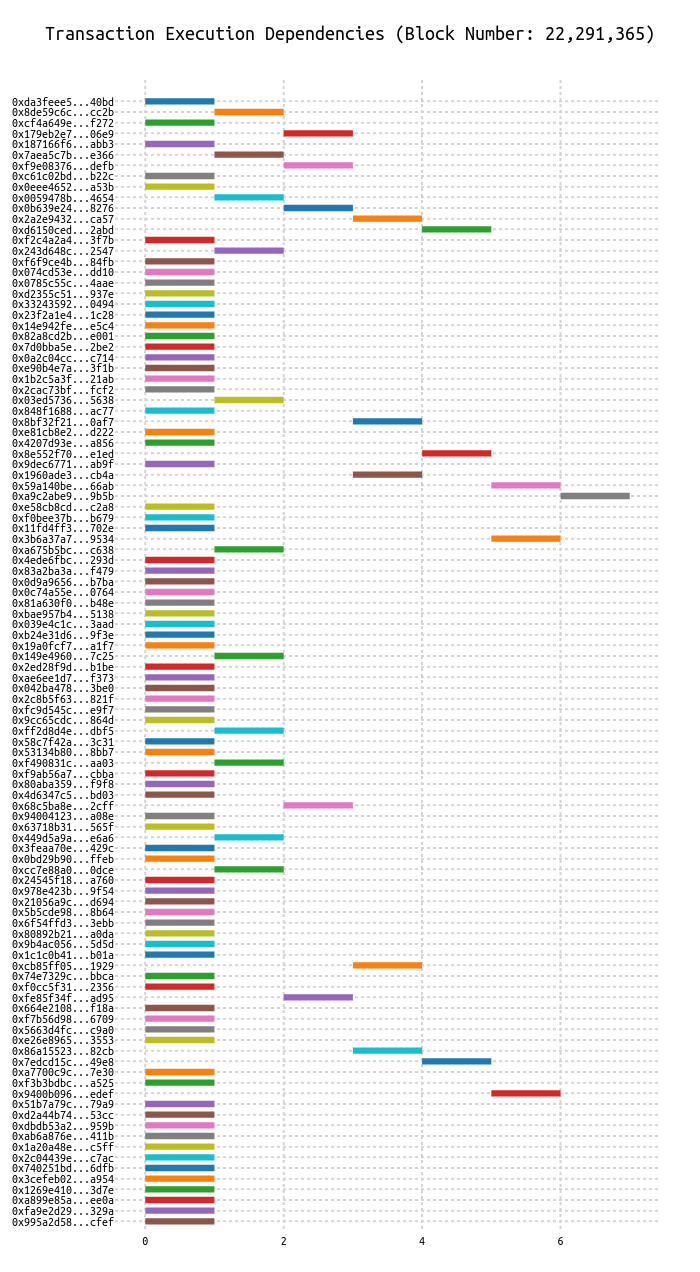 Transaction Execution Dependencies (Block Number: 22,291,365)
0xda3feee5...40bd
0x8de59c6c...cc2b
0xcf4a649e...f272
0x179eb2e7...06e9
0x187166f6...abb3
0x7aea5c7b...e366
0xf9e08376...defb
0xc61c02bd...b22c
0x0eee4652...a53b
0x0059478b...4654
0x0b639e24...8276
0x2a2e9432...ca57
0xd6150ced...2abd
0xf2c4a2a4...3f7b
0x243d648c...2547
0xf6f9ce4b...84fb
0x074cd53e...dd10
0x0785c55c...4aae
0xd2355c51...937e
0x33243592...0494
0x23f2a1e4...1c28
0x14e942fe...e5c4
0x82a8cd2b...e001
0x7d0bba5e...2be2
0x0a2c04cc...c714
0xe90b4e7a...3f1b
0x1b2c5a3f...21ab
0x2cac73bf...fcf2
0x03ed5736...5638
0x848f1688...ac77
0x8bf32f21...0af7
0xe81cb8e2...d222
0x4207d93e...a856
0x8e552f70...e1ed
0x9dec6771...ab9f
0x1960ade3...cb4a
0x59a140be...66ab
0xa9c2abe9...9b5b
0xe58cb8cd...c2a8
0xf0bee37b...b679
0x11fd4ff3...702e
0x3b6a37a7...9534
0xa675b5bc...c638
0x4ede6fbc...293d
0x83a2ba3a...f479
0x0d9a9656...b7ba
0x0c74a55e...0764
0x81a630f0...b48e
0xbae957b4...5138
0x039e4c1c...3aad
0xb24e31d6...9f3e
0x19a0fcf7...a1f7
0x149e4960...7c25
0x2ed28f9d...b1be
0xae6ee1d7...f373
0x042ba478...3be0
0x2c8b5f63...821f
0xfc9d545c...e9f7
0x9cc65cdc...864d
0xff2d8d4e...dbf5
0x58c7f42a...3c31
0x53134b80...8bb7
0xf490831c...aa03
0xf9ab56a7...cbba
0x80aba359...f9f8
0x4d6347c5...bd03
0x68c5ba8e...2cff
0x94004123...a08e
0x63718b31...565f
0x449d5a9a...e6a6
0x3feaa70e...429c
0x0bd29b90...ffeb
0xcc7e88a0...0dce
0x24545f18...a760
0x978e423b...9f54
0x21056a9c...d694
0x5b5cde98...8b64
0x6f54ffd3...3ebb
0x80892b21...a0da
0x9b4ac056...5d5d
0x1c1c0b41...b01a
0xcb85ff05...1929
0x74e7329c...bbca
0xf0cc5f31...2356
0xfe85f34f...ad95
0x664e2108...f18a
0xf7b56d98...6709
0x5663d4fc...c9a0
0xe26e8965...3553
0x86a15523...82cb
0x7edcd15c...49e8
0xa7700c9c...7e30
0xf3b3bdbc...a525
0x9400b096...edef
0x51b7a79c...79a9
0xd2a44b74...53cc
0xdbdb53a2...959b
0xab6a876e...411b
0x1a20a48e...c5ff
0x2c04439e...c7ac
0x740251bd...6dfb
0x3cefeb02...a954
0x1269e410...3d7e
0xa899e85a...ee0a
0xfa9e2d29...329a
0x995a2d58...cfef
0 2 4 6